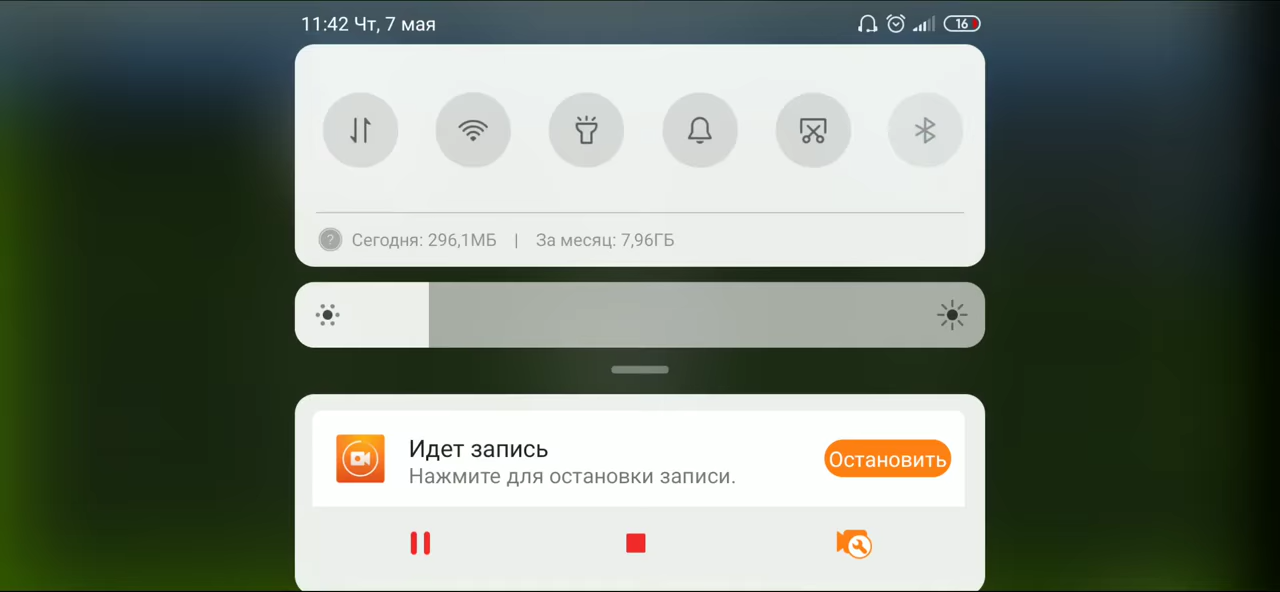 11:42 Чт, 7 мая
16
Сегодня: 296,1МБ | За месяц: 7,96ГБ
Идет запись
Нажмите для остановки записи.
Остановить